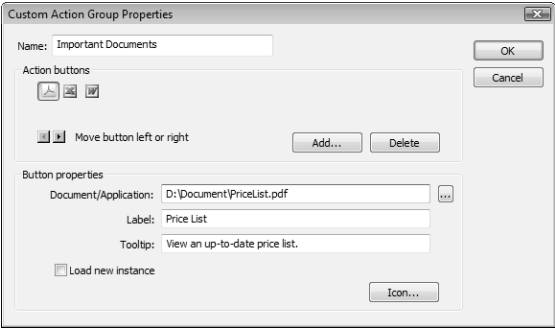 Custom Action Group Properties
Name: Important Documents
OK
Cancel
Action buttons
Move button left or right
Add... Delete
Button properties
Document/Application: D:\Document\PriceList.pdf ...
Label: Price List
Tooltip: View an up-to-date price list.
Load new instance
Icon...